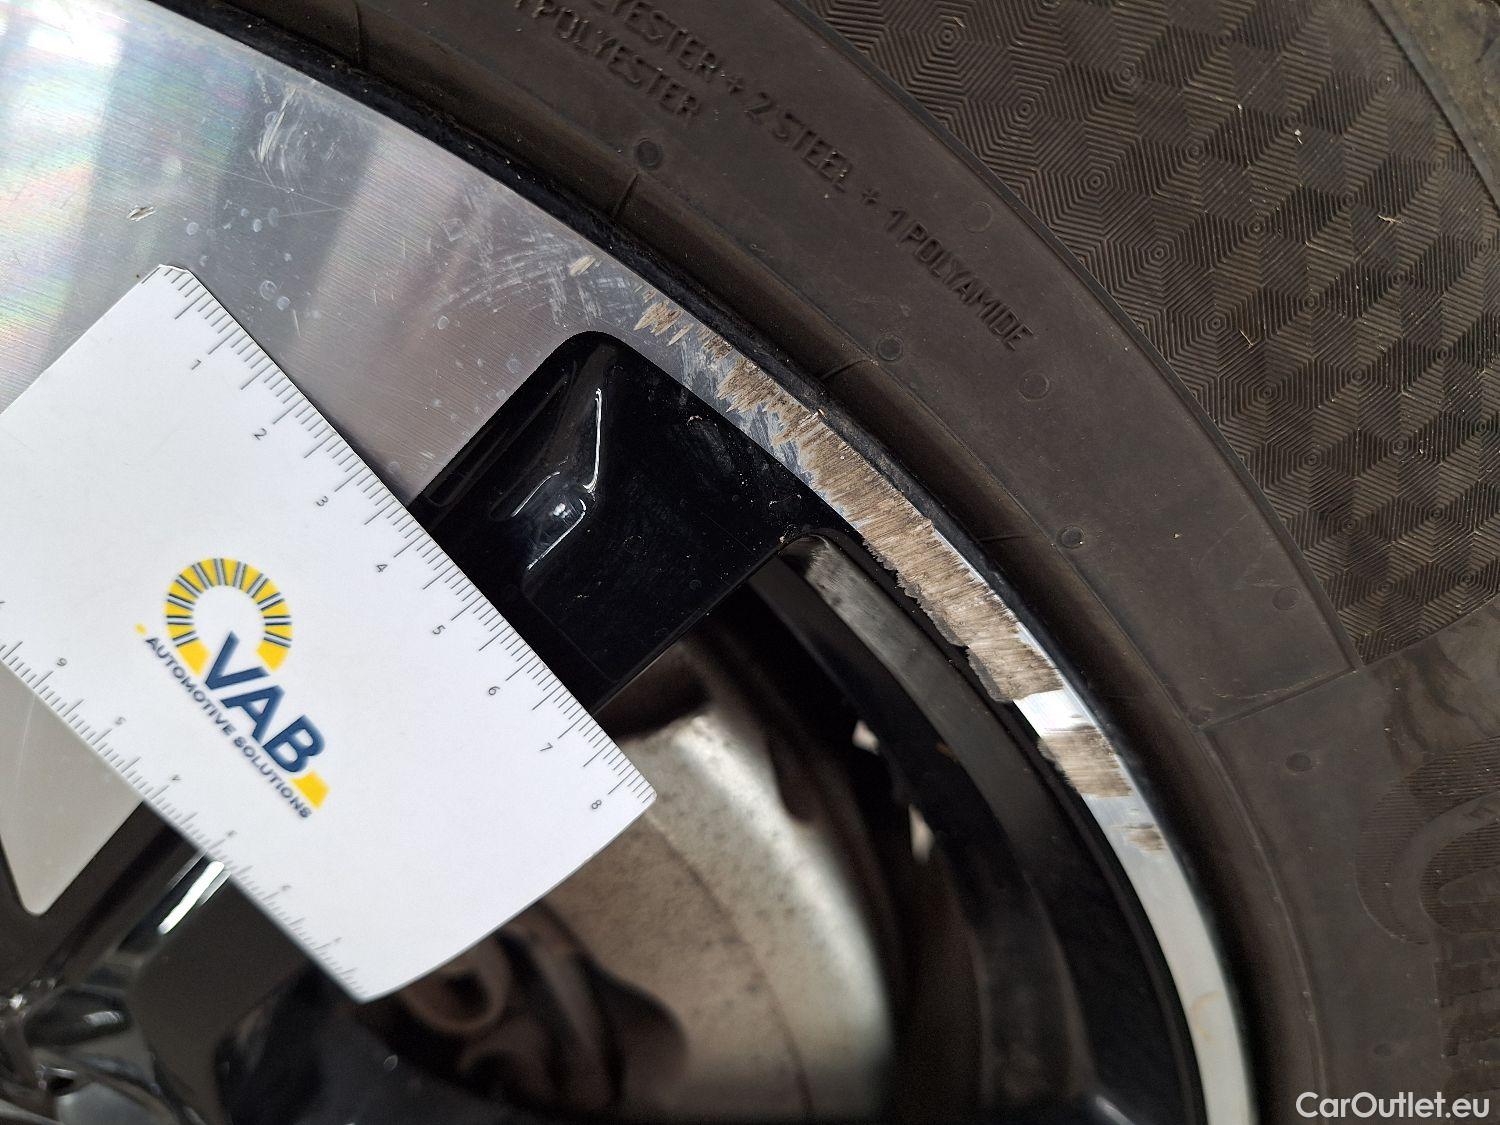 POLYESTER + 2 STEEL + 1 POLYAMIDE
1 POLYESTER
1
2
3
4
5
6
7
8
VAB
AUTOMOTIVE SOLUTIONS
CarOutlet.eu